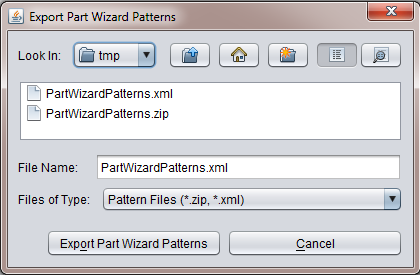 Export Part Wizard Patterns
Look In: tmp
PartWizardPatterns.xml
PartWizardPatterns.zip
File Name: PartWizardPatterns.xml
Files of Type: Pattern Files (*.zip, *.xml)
Export Part Wizard Patterns Cancel